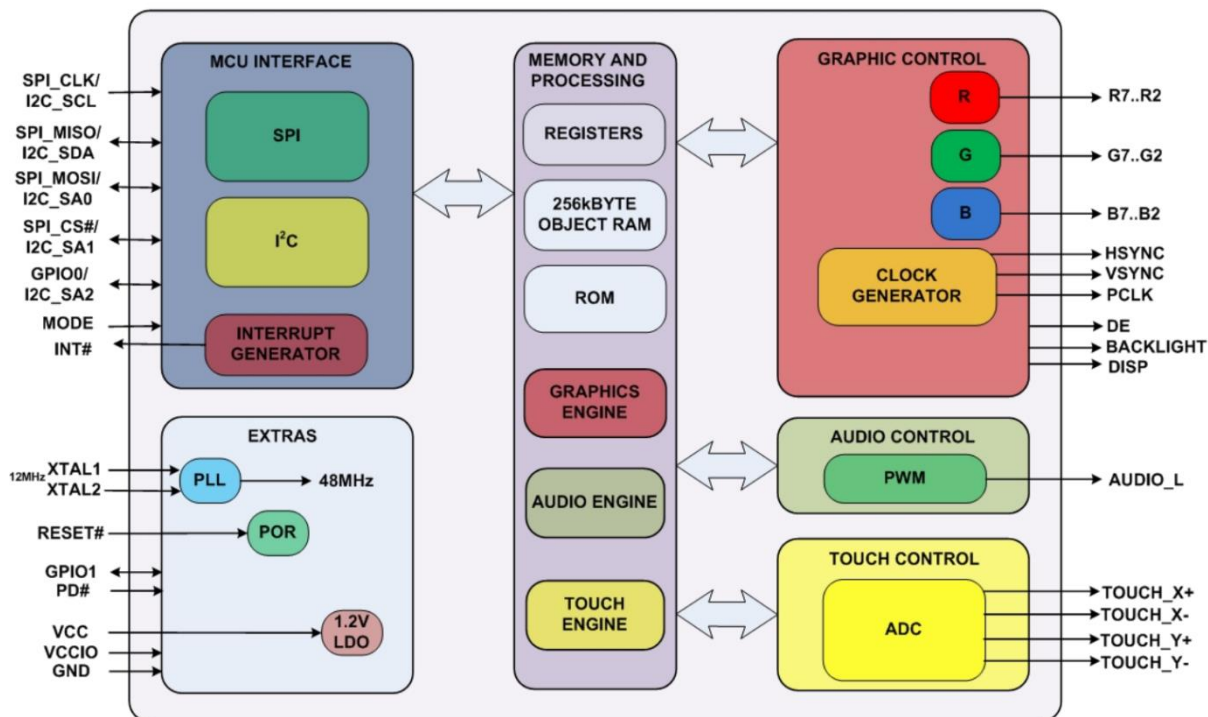 MCU INTERFACE
SPI_CLK/
I2C_SCL
SPI_MISO/
I2C_SDA
SPI_MOSI/
I2C_SA0
SPI_CS#/
I2C_SA1
GPIO0/
I2C_SA2
MODE
INT#
SPI
I²C
INTERRUPT
GENERATOR
EXTRAS
12MHz
XTAL1
XTAL2
PLL
48MHz
RESET#
POR
GPIO1
PD#
VCC
VCCIO
GND
1.2V
LDO
MEMORY AND
PROCESSING
REGISTERS
256kBYTE
OBJECT RAM
ROM
GRAPHICS
ENGINE
AUDIO ENGINE
TOUCH
ENGINE
GRAPHIC CONTROL
R
G
B
CLOCK
GENERATOR
R7..R2
G7..G2
B7..B2
HSYNC
VSYNC
PCLK
DE
BACKLIGHT
DISP
AUDIO CONTROL
PWM
AUDIO_L
TOUCH CONTROL
ADC
TOUCH_X+
TOUCH_X-
TOUCH_Y+
TOUCH_Y-